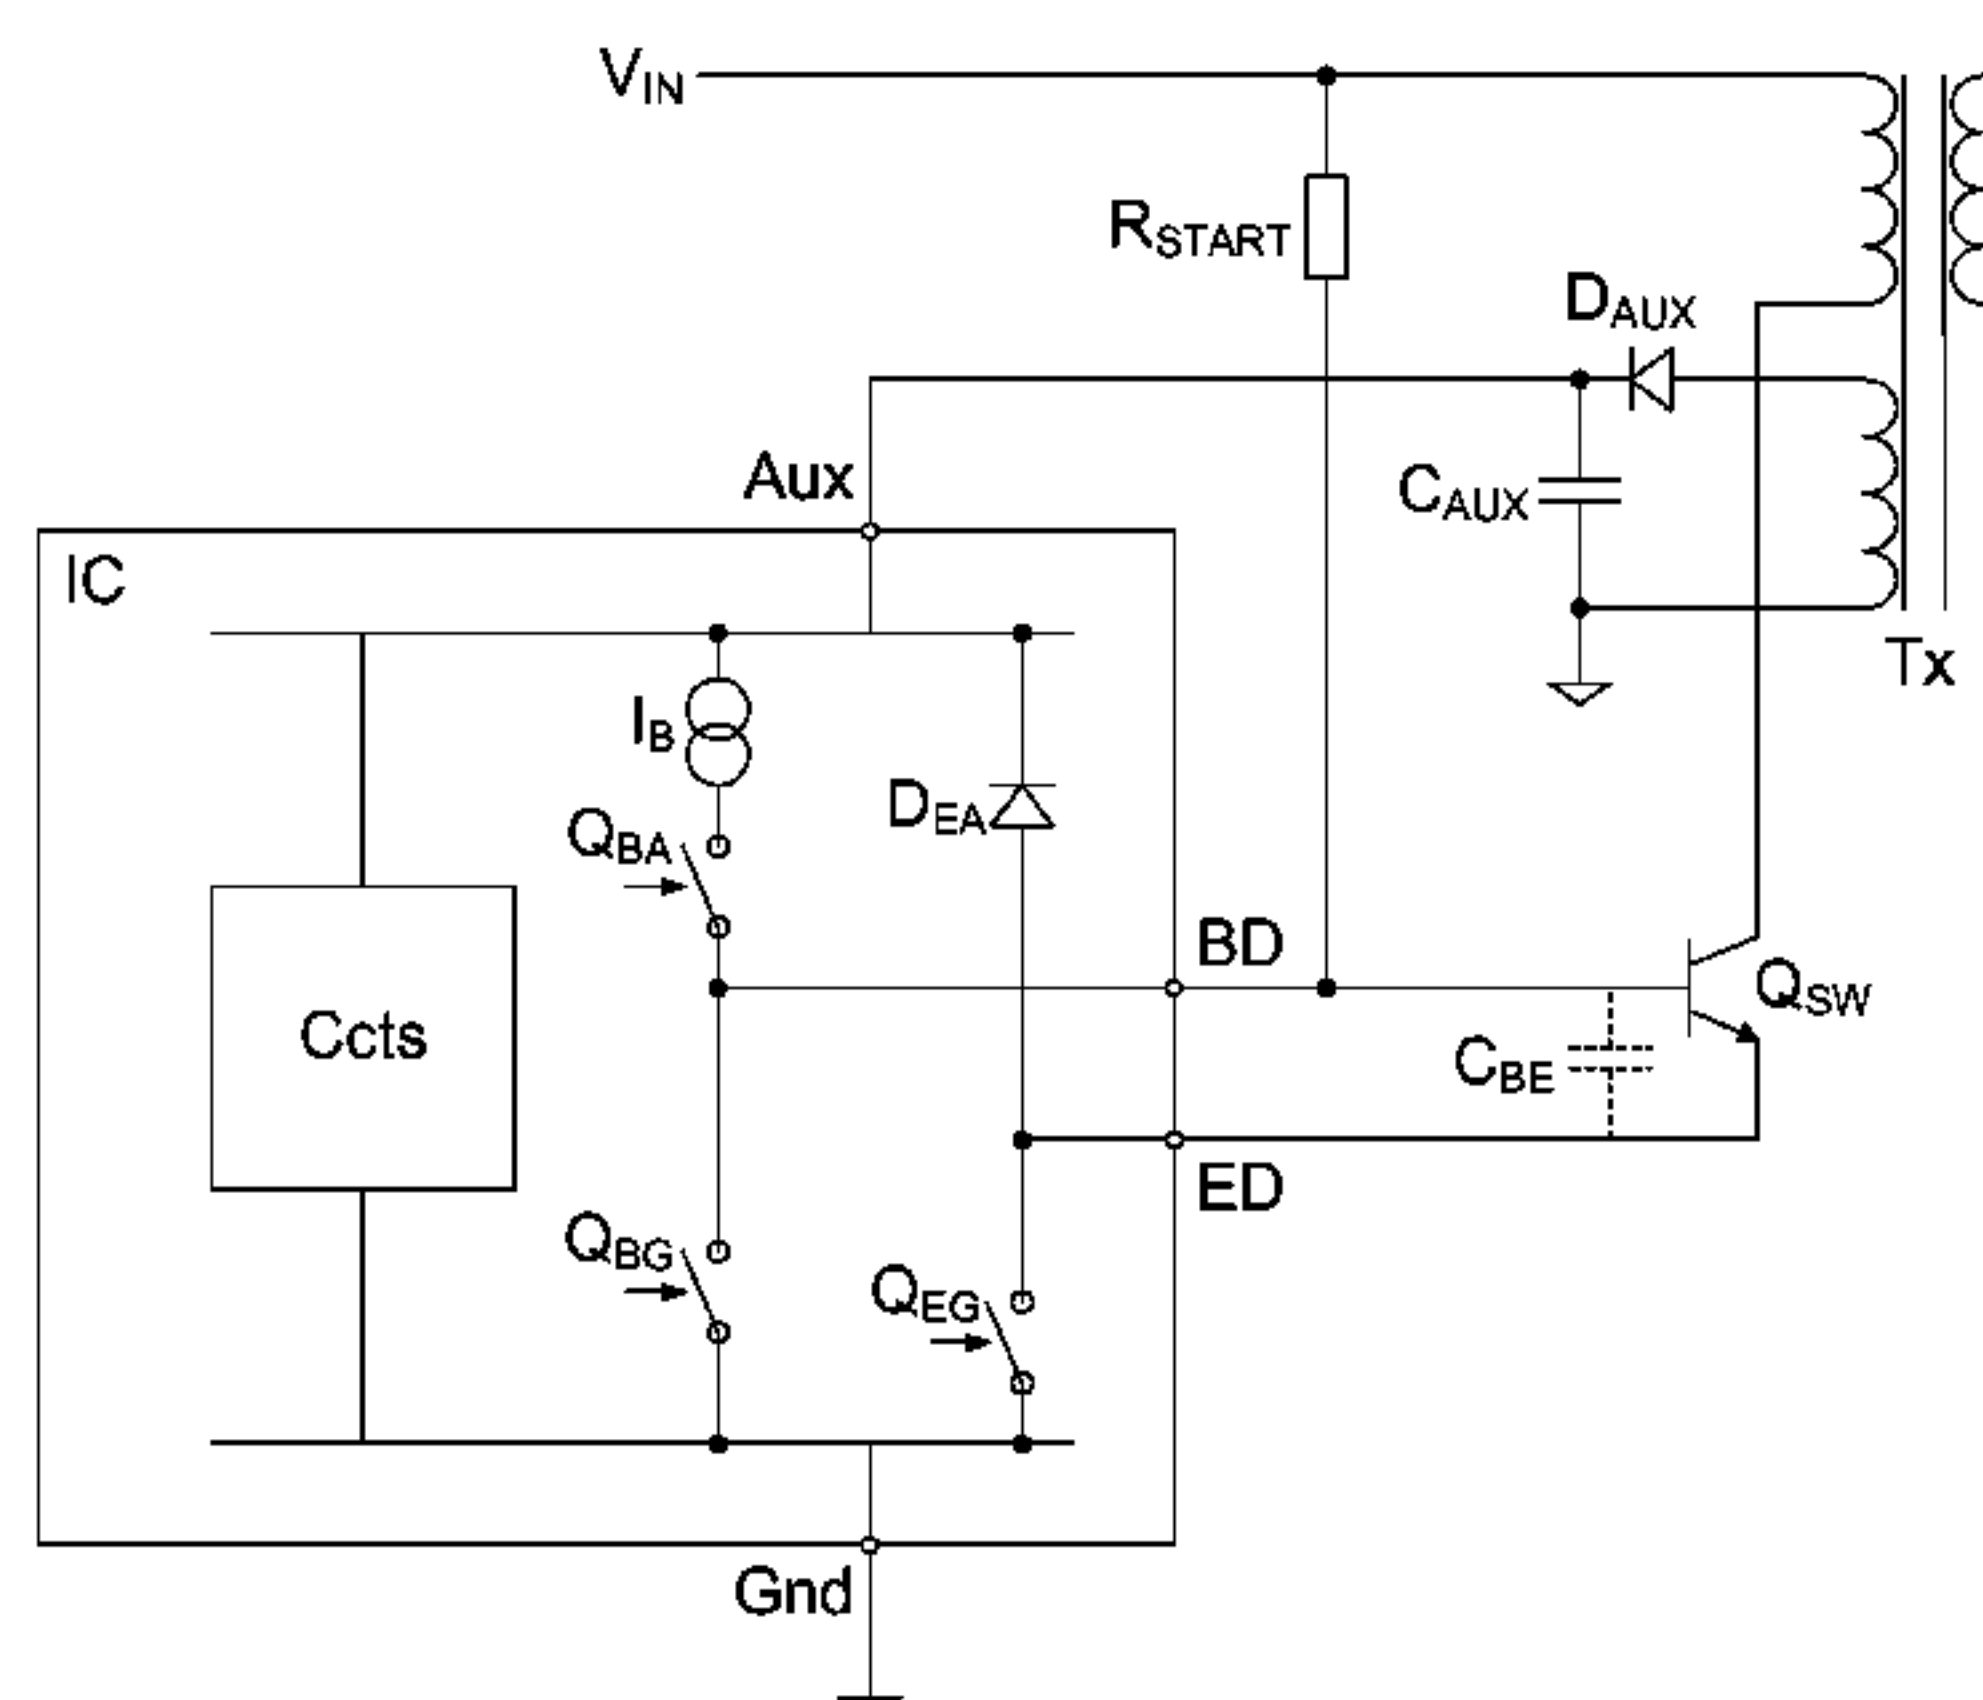 VIN
RSTART
DAUX
Aux
CAUX
IC
Tx
IB
DEA
QBA
BD
QSW
Ccts
CBE
ED
QBG
QEG
Gnd